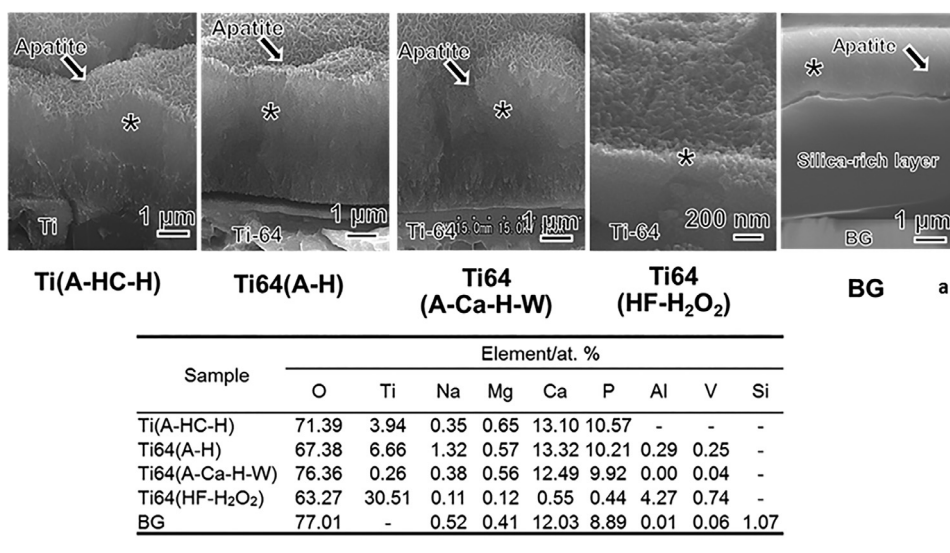 Apatite Apatite Apatite Apatite
* * * * *
Silica-rich layer
Ti 1 µm Ti-64 1 µm Ti-64 15.0mm 15.0kV 1 µm Ti-64 200 nm BG 1 µm
Ti(A-HC-H) Ti64(A-H) Ti64 (A-Ca-H-W) Ti64 (HF-H₂O₂) BG a
Sample Element/at. %
O Ti Na Mg Ca P Al V Si
Ti(A-HC-H) 71.39 3.94 0.35 0.65 13.10 10.57 - - -
Ti64(A-H) 67.38 6.66 1.32 0.57 13.32 10.21 0.29 0.25 -
Ti64(A-Ca-H-W) 76.36 0.26 0.38 0.56 12.49 9.92 0.00 0.04 -
Ti64(HF-H₂O₂) 63.27 30.51 0.11 0.12 0.55 0.44 4.27 0.74 -
BG 77.01 - 0.52 0.41 12.03 8.89 0.01 0.06 1.07